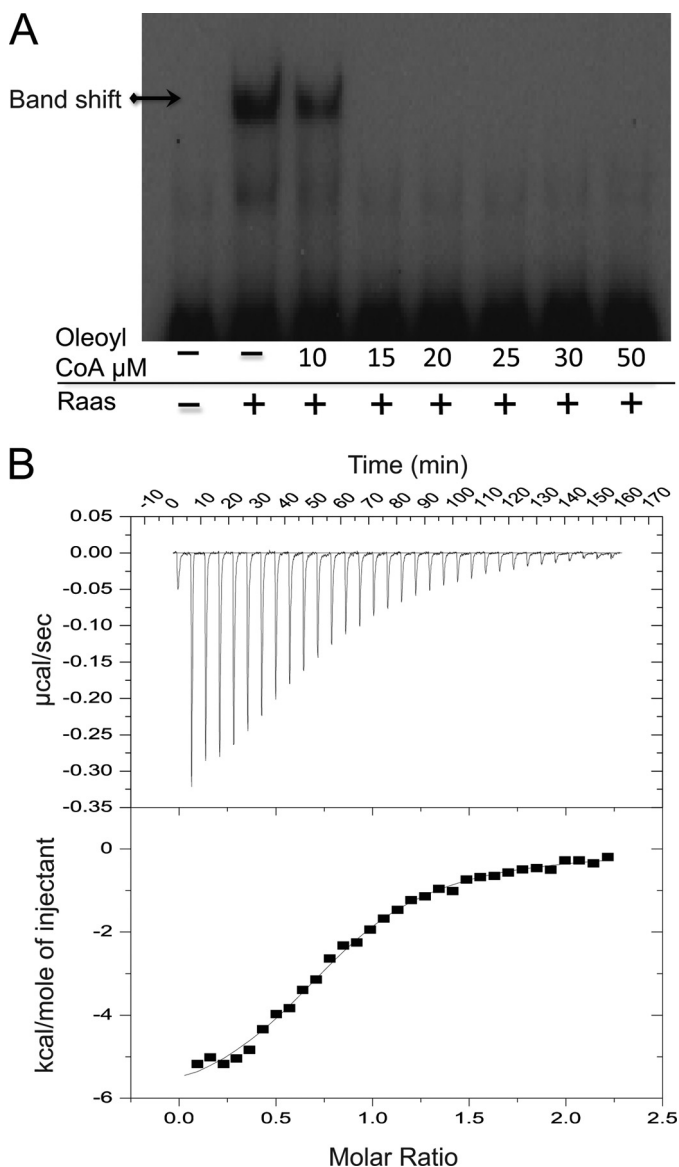 A
Band shift
Oleoyl
CoA µM − − 10 15 20 25 30 50
Raas − + + + + + + +
B
Time (min)
-10 0 10 20 30 40 50 60 70 80 90 100 110 120 130 140 150 160 170
0.05
0.00
-0.05
-0.10
-0.15
-0.20
-0.25
-0.30
-0.35
µcal/sec
0
-2
-4
-6
kcal/mole of injectant
0.0 0.5 1.0 1.5 2.0 2.5
Molar Ratio